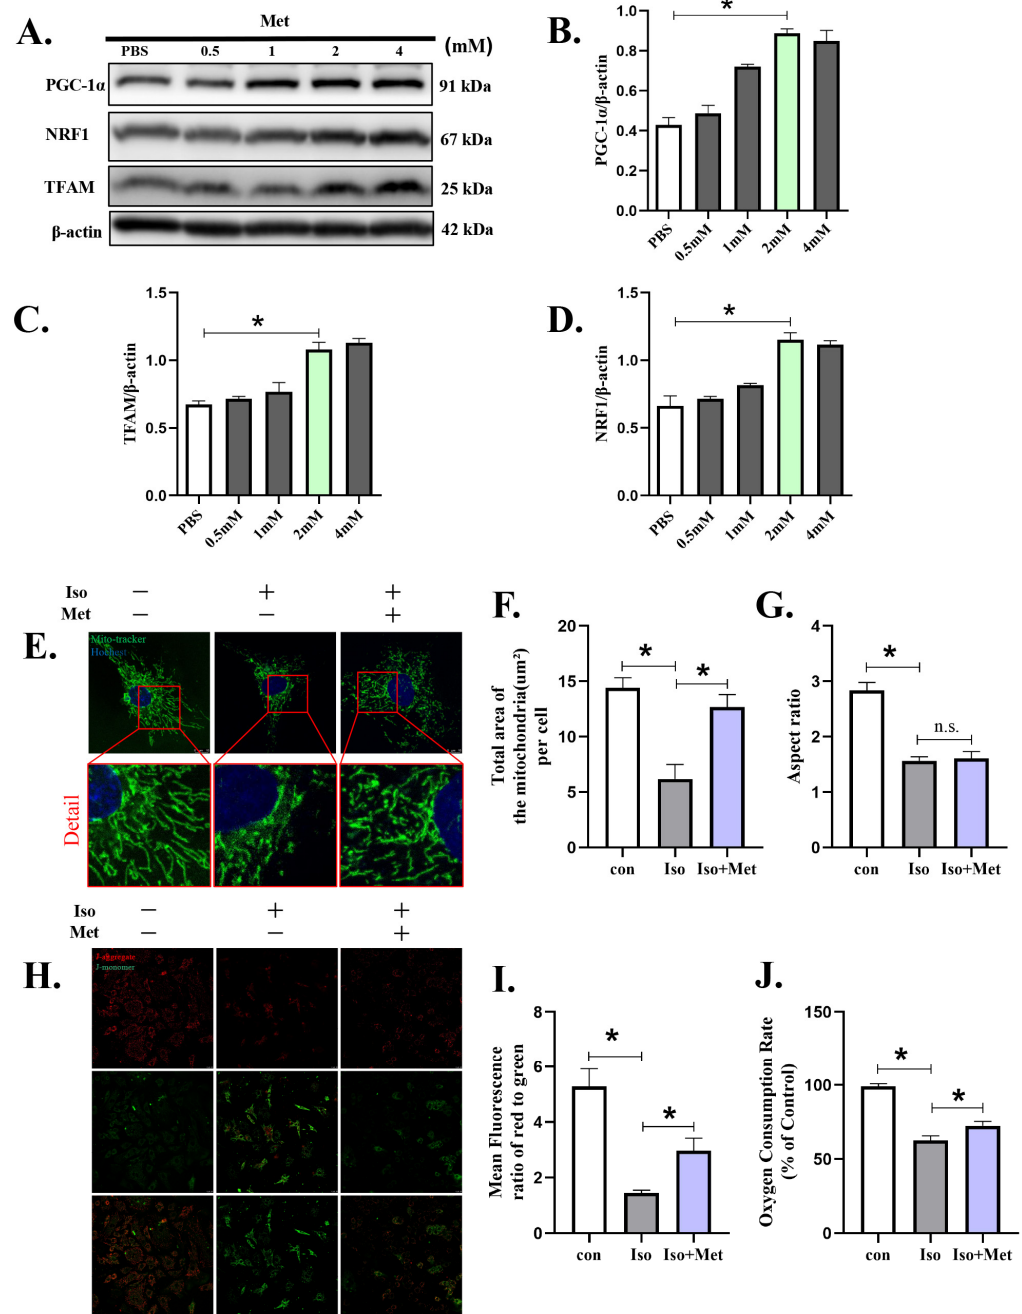 A.
Met
PBS 0.5 1 2 4 (mM)
PGC-1α 91 kDa
NRF1 67 kDa
TFAM 25 kDa
β-actin 42 kDa
B.
PGC-1α/β-actin
1.0
0.8
0.6
0.4
0.2
0.0
*
PBS 0.5mM 1mM 2mM 4mM
C.
TFAM/β-actin
1.5
1.0
0.5
0.0
*
PBS 0.5mM 1mM 2mM 4mM
D.
NRF1/β-actin
1.5
1.0
0.5
0.0
*
PBS 0.5mM 1mM 2mM 4mM
E.
Iso − + +
Met − − +
Mito-tracker
Hochust
Detail
F.
Total area of
the mitochondria(um²)
per cell
20
15
10
5
0
* *
con Iso Iso+Met
G.
Aspect ratio
4
3
2
1
0
* n.s.
con Iso Iso+Met
H.
Iso − + +
Met − − +
J-aggregate
J-monomer
I.
Mean Fluorescence
ratio of red to green
8
6
4
2
0
* *
con Iso Iso+Met
J.
Oxygen Consumption Rate
(% of Control)
150
100
50
0
* *
con Iso Iso+Met